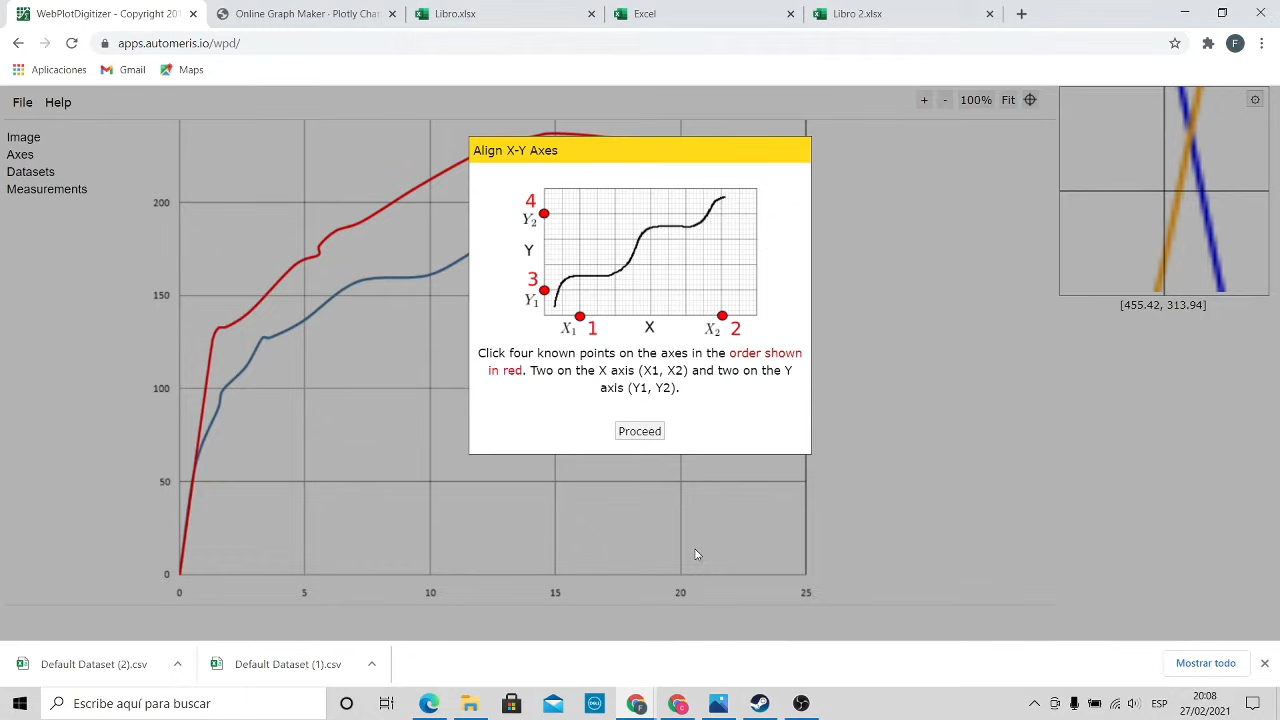 WebPlotDigitizer - Copyright 201
Online Graph Maker · Plotly Cha
Libro.xlsx
Excel
Libro 2.xlsx
apps.automeris.io/wpd/
F
Aplicaciones
Gmail
Maps
File
Help
+
-
100%
Fit
Image
Axes
Datasets
Measurements
Align X-Y Axes
4
Y2
Y
3
Y1
X1
1
X
X2
2
Click four known points on the axes in the order shown
in red. Two on the X axis (X1, X2) and two on the Y
axis (Y1, Y2).
Proceed
[455.42, 313.94]
200
150
100
50
0
0
5
10
15
20
25
Default Dataset (2).csv
Default Dataset (1).csv
Mostrar todo
Escribe aquí para buscar
DELL
F
C
ESP
20:08
27/02/2021